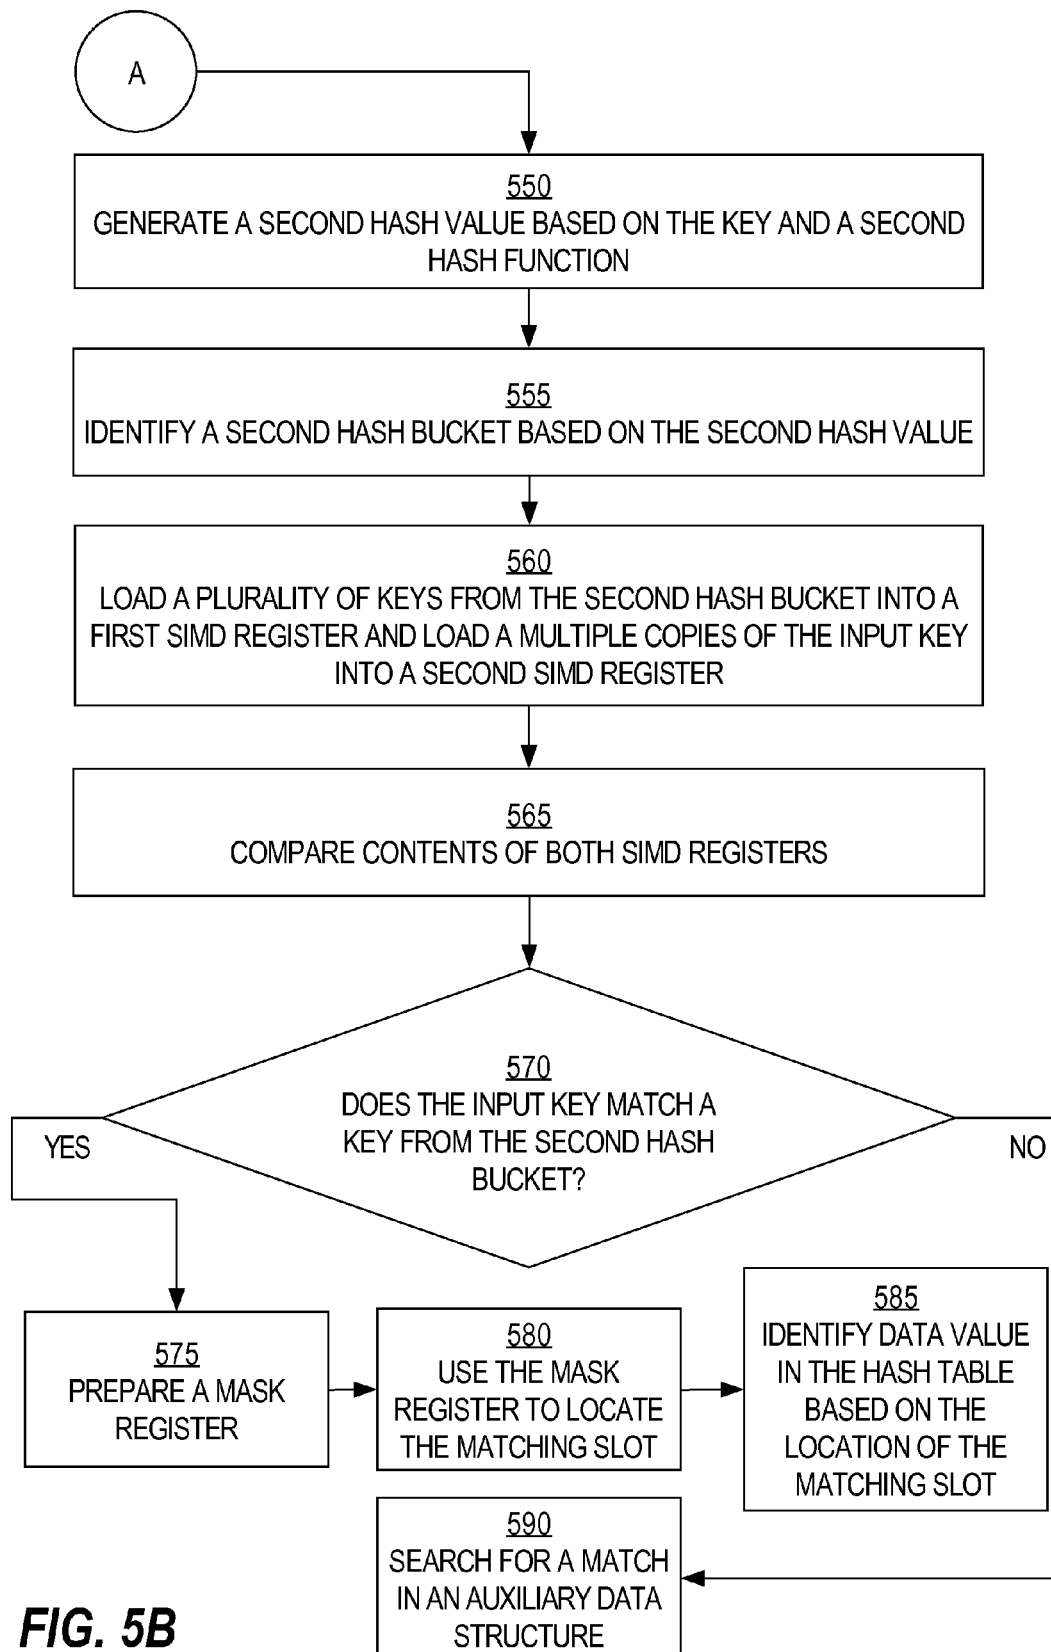 A
550
GENERATE A SECOND HASH VALUE BASED ON THE KEY AND A SECOND
HASH FUNCTION
555
IDENTIFY A SECOND HASH BUCKET BASED ON THE SECOND HASH VALUE
560
LOAD A PLURALITY OF KEYS FROM THE SECOND HASH BUCKET INTO A
FIRST SIMD REGISTER AND LOAD A MULTIPLE COPIES OF THE INPUT KEY
INTO A SECOND SIMD REGISTER
565
COMPARE CONTENTS OF BOTH SIMD REGISTERS
570
DOES THE INPUT KEY MATCH A
KEY FROM THE SECOND HASH
BUCKET?
YES
NO
575
PREPARE A MASK
REGISTER
580
USE THE MASK
REGISTER TO LOCATE
THE MATCHING SLOT
585
IDENTIFY DATA VALUE
IN THE HASH TABLE
BASED ON THE
LOCATION OF THE
MATCHING SLOT
590
SEARCH FOR A MATCH
IN AN AUXILIARY DATA
STRUCTURE
FIG. 5B